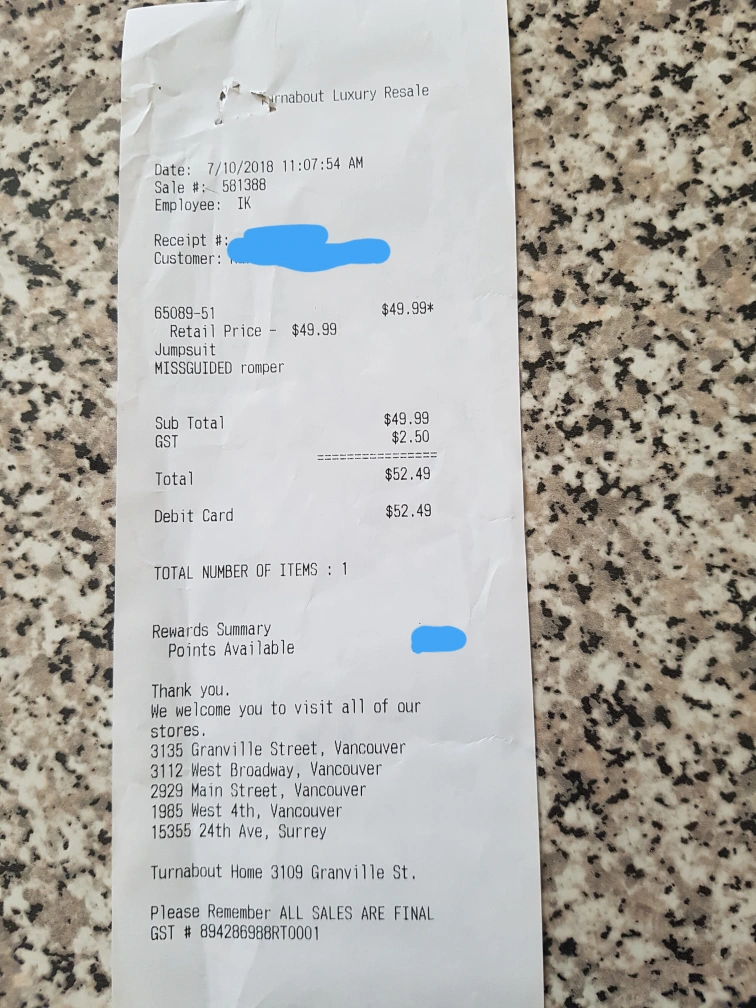 rnabout Luxury Resale
Date: 7/10/2018 11:07:54 AM
Sale #: 581388
Employee: IK
Receipt #:
Customer:
65089-51 $49.99*
Retail Price - $49.99
Jumpsuit
MISSGUIDED romper
Sub Total $49.99
GST $2.50
================
Total $52.49
Debit Card $52.49
TOTAL NUMBER OF ITEMS : 1
Rewards Summary
Points Available
Thank you.
We welcome you to visit all of our
stores.
3135 Granville Street, Vancouver
3112 West Broadway, Vancouver
2929 Main Street, Vancouver
1985 West 4th, Vancouver
15355 24th Ave, Surrey
Turnabout Home 3109 Granville St.
Please Remember ALL SALES ARE FINAL
GST # 894286988RT0001